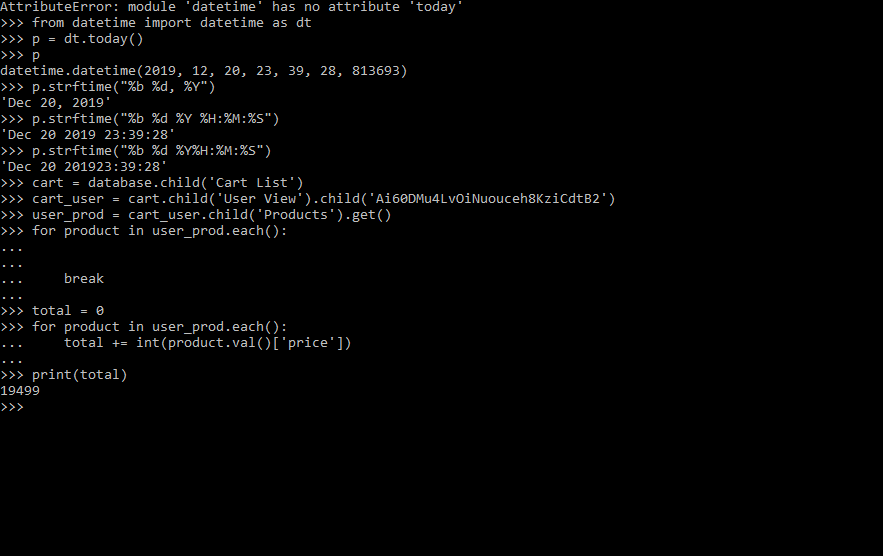 AttributeError: module 'datetime' has no attribute 'today'
>>> from datetime import datetime as dt
>>> p = dt.today()
>>> p
datetime.datetime(2019, 12, 20, 23, 39, 28, 813693)
>>> p.strftime("%b %d, %Y")
'Dec 20, 2019'
>>> p.strftime("%b %d %Y %H:%M:%S")
'Dec 20 2019 23:39:28'
>>> p.strftime("%b %d %Y%H:%M:%S")
'Dec 20 201923:39:28'
>>> cart = database.child('Cart List')
>>> cart_user = cart.child('User View').child('Ai60DMu4LvOiNuouceh8KziCdtB2')
>>> user_prod = cart_user.child('Products').get()
>>> for product in user_prod.each():
...
...
...     break
...
>>> total = 0
>>> for product in user_prod.each():
...     total += int(product.val()['price'])
...
>>> print(total)
19499
>>>